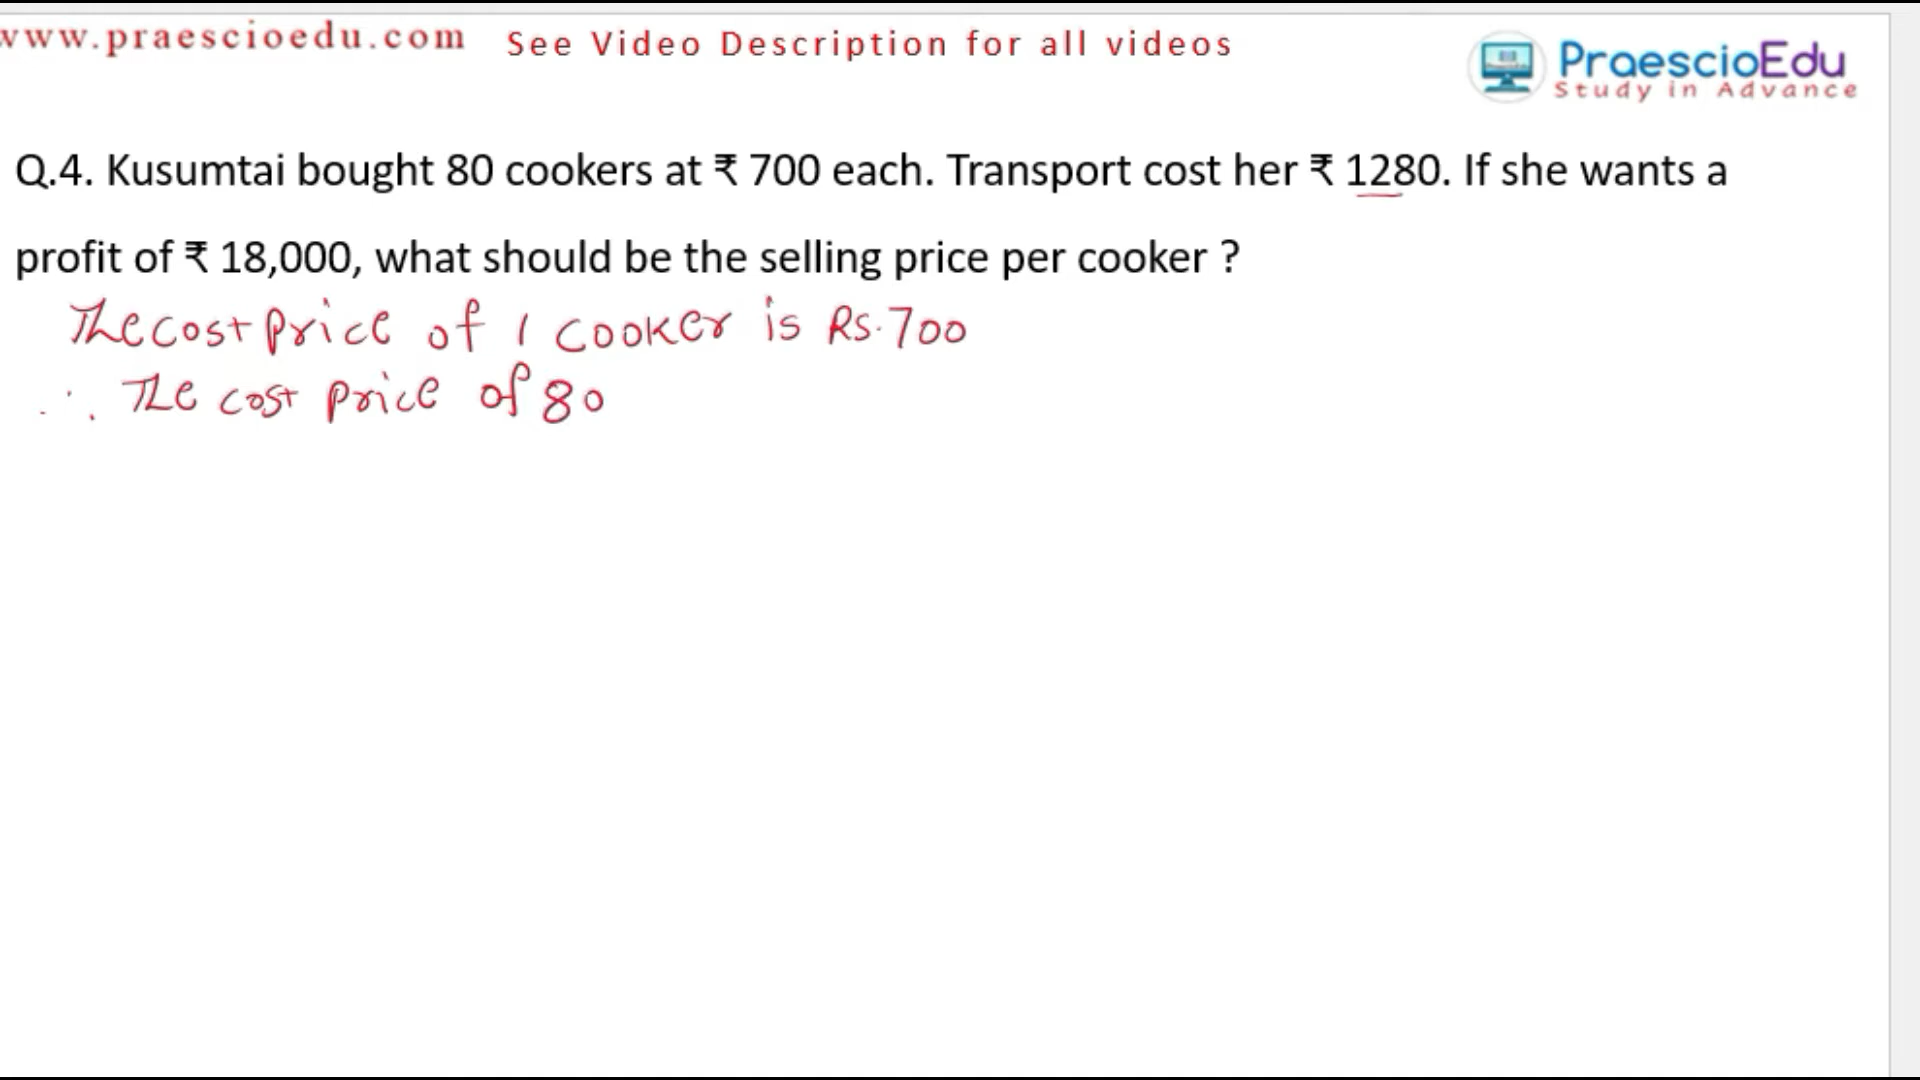 www.praescioedu.com See Video Description for all videos
PraescioEdu
Study in Advance
Q.4. Kusumtai bought 80 cookers at ₹ 700 each. Transport cost her ₹ 1280. If she wants a
profit of ₹ 18,000, what should be the selling price per cooker ?
The cost price of 1 cooker is Rs. 700
∴ The cost price of 80